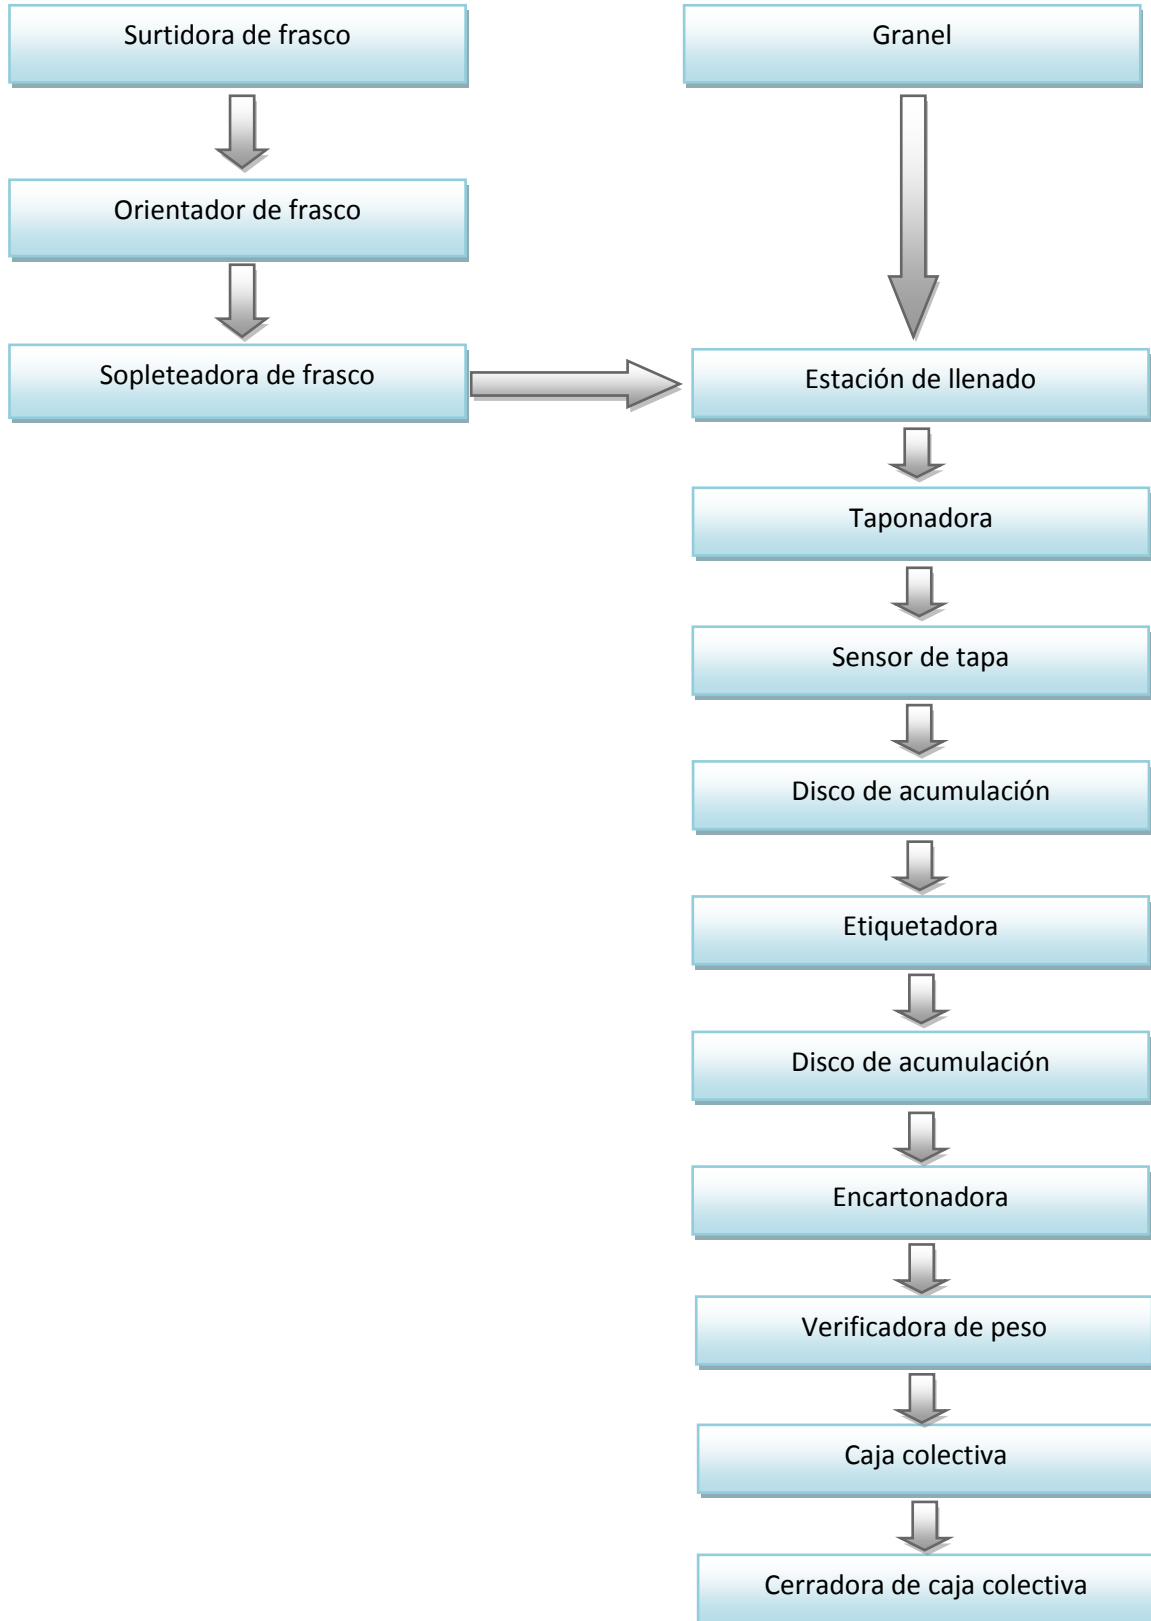 Surtidora de frasco
Granel
Orientador de frasco
Sopleteadora de frasco
Estación de llenado
Taponadora
Sensor de tapa
Disco de acumulación
Etiquetadora
Disco de acumulación
Encartonadora
Verificadora de peso
Caja colectiva
Cerradora de caja colectiva